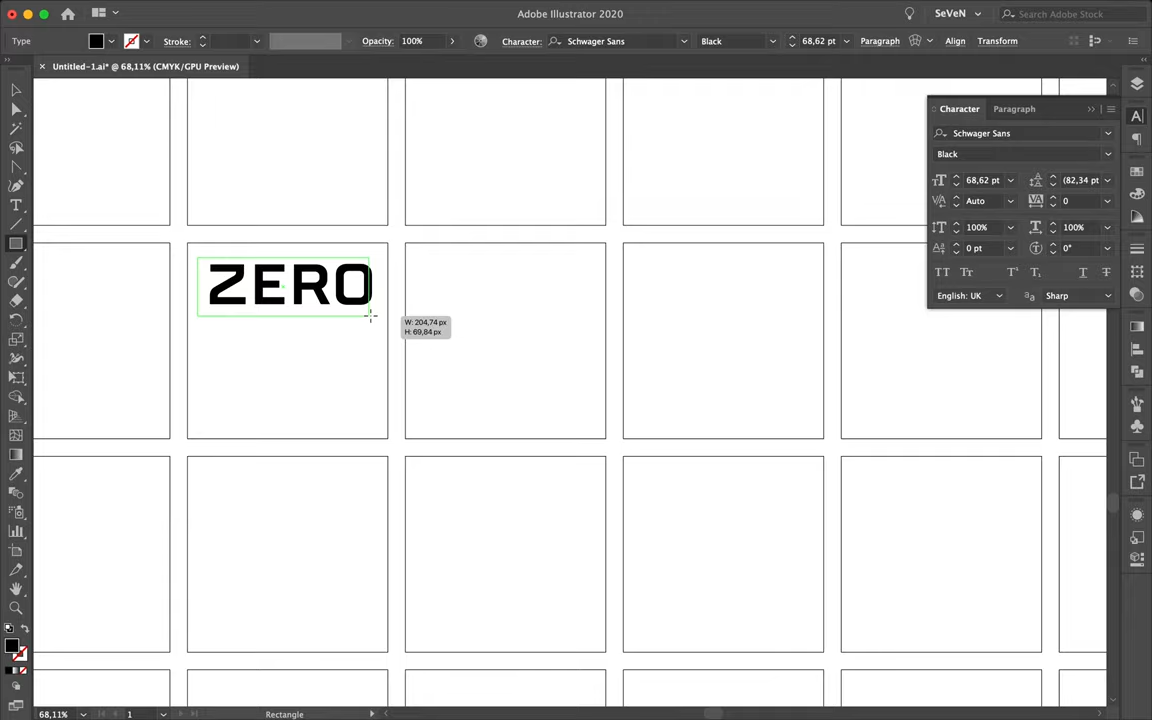 Adobe Illustrator 2020
SeVeN
Search Adobe Stock
Type
Stroke:
Opacity: 100%
Character: Schwager Sans
Black
68,62 pt
Paragraph
Align
Transform
Untitled-1.ai* @ 68,11% (CMYK/GPU Preview)
Character Paragraph
Schwager Sans
Black
68,62 pt (82,34 pt
Auto 0
100% 100%
0 pt 0°
English: UK Sharp
ZERO
W: 204,74 px
H: 69,84 px
68,11% 1 Rectangle